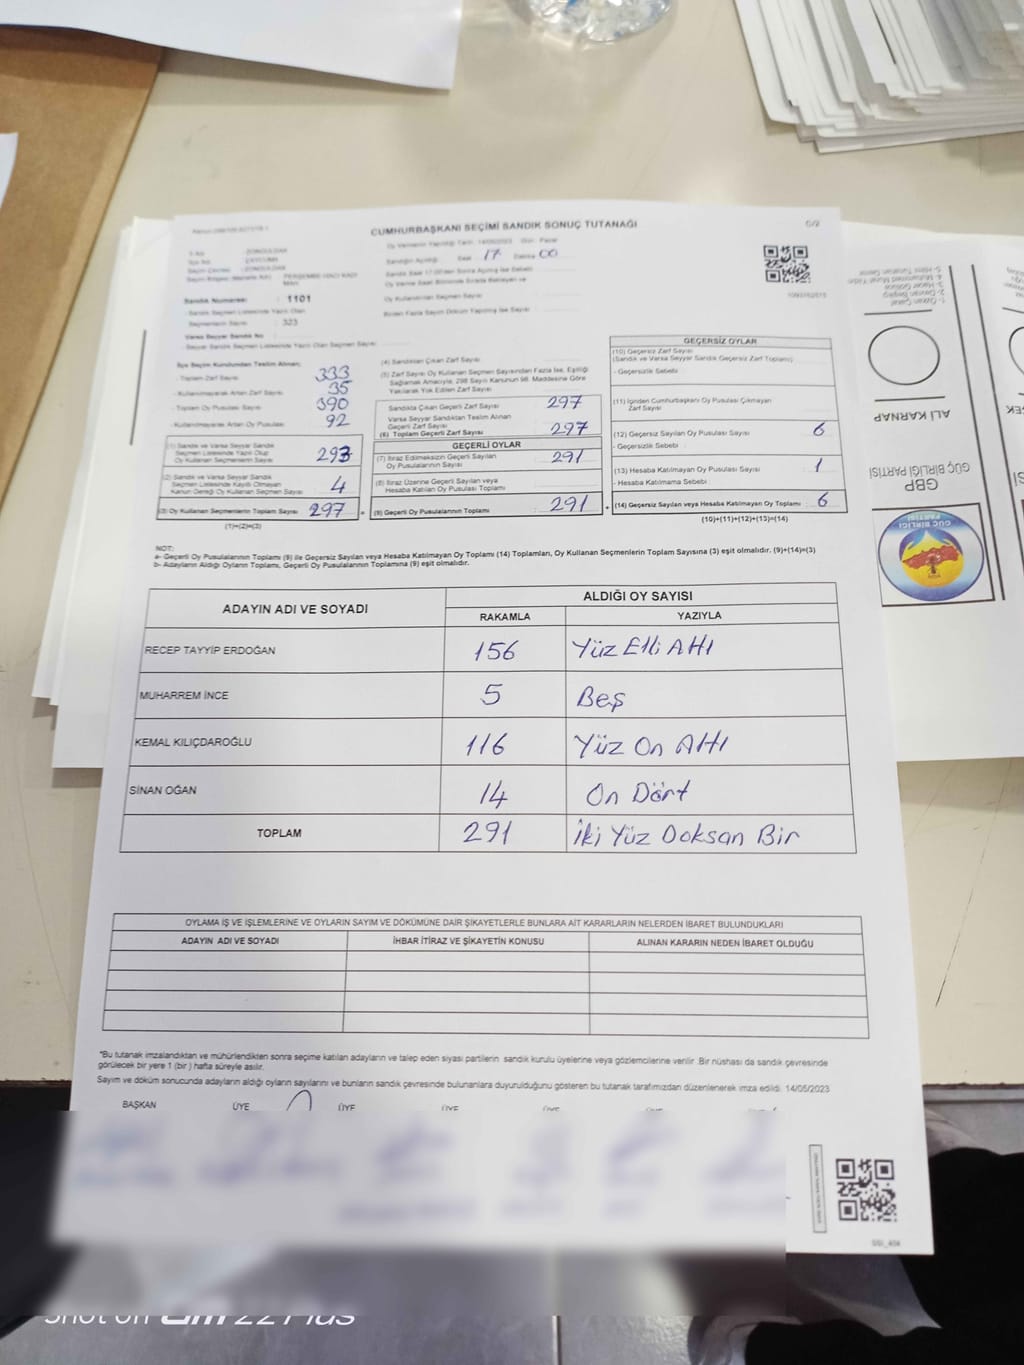 CUMHURBAŞKANI SEÇİMİ SANDIK SONUÇ TUTANAĞI
Oy Vermenin Yapıldığı Tarih: 14/05/2023 Gün: Pazar
Sandığın Açıldığı Saat 17 Dakika 00
Sandık Numarası : 1101
Seçmenlerin Sayısı : 323
İlçe Seçim Kurulundan Teslim Alınan;
- Toplam Zarf Sayısı 333
- Kullanılmayarak Artan Zarf Sayısı 35
- Toplam Oy Pusulası Sayısı 390
- Kullanılmayarak Artan Oy Pusulası 92
(1) Sandık ve Varsa Seyyar Sandık
Seçmen Listesinde Yazılı Olup
Oy Kullanan Seçmenlerin Sayısı 293
(2) Sandık ve Varsa Seyyar Sandık
Seçmen Listesinde Kaydı Olmayan
Kanun Gereği Oy Kullanan Seçmen Sayısı 4
(3) Oy Kullanan Seçmenlerin Toplam Sayısı 297
(1)+(2)=(3)
(4) Sandıktan Çıkan Zarf Sayısı
(5) Zarf Sayısı Oy Kullanan Seçmen Sayısından Fazla İse, Eşitliği
Sağlamak Amacıyla; 298 Sayılı Kanunun 98. Maddesine Göre
Yakılarak Yok Edilen Zarf Sayısı
Sandıkta Çıkan Geçerli Zarf Sayısı 297
Varsa Seyyar Sandıktan Teslim Alınan
Geçerli Zarf Sayısı
(6) Toplam Geçerli Zarf Sayısı 297
GEÇERLİ OYLAR
(7) İtiraz Edilmeksizin Geçerli Sayılan
Oy Pusulalarının Sayısı 291
(8) İtiraz Üzerine Geçerli Sayılan veya
Hesaba Katılan Oy Pusulası Toplamı
(9) Geçerli Oy Pusulalarının Toplamı : 291
GEÇERSİZ OYLAR
(10) Geçersiz Zarf Sayısı
(Sandık ve Varsa Seyyar Sandık Geçersiz Zarf Toplamı)
- Geçersizlik Sebebi
(11) İçinden Cumhurbaşkanı Oy Pusulası Çıkmayan
Zarf Sayısı
(12) Geçersiz Sayılan Oy Pusulası Sayısı : 6
- Geçersizlik Sebebi
(13) Hesaba Katılmayan Oy Pusulası Sayısı : 1
- Hesaba Katılmama Sebebi
(14) Geçersiz Sayılan veya Hesaba Katılmayan Oy Toplamı : 6
(10)+(11)+(12)+(13)=(14)
NOT:
a- Geçerli Oy Pusulalarının Toplamı (9) ile Geçersiz Sayılan veya Hesaba Katılmayan Oy Toplamı (14) Toplamları, Oy Kullanan Seçmenlerin Toplam Sayısına (3) eşit olmalıdır. (9)+(14)=(3)
b- Adayların Aldığı Oyların Toplamı, Geçerli Oy Pusulalarının Toplamına (9) eşit olmalıdır.
ADAYIN ADI VE SOYADI ALDIĞI OY SAYISI
RAKAMLA YAZIYLA
RECEP TAYYİP ERDOĞAN 156 Yüz Elli Altı
MUHARREM İNCE 5 Beş
KEMAL KILIÇDAROĞLU 116 Yüz On Altı
SİNAN OĞAN 14 On Dört
TOPLAM 291 İki Yüz Doksan Bir
OYLAMA İŞ VE İŞLEMLERİNE VE OYLARIN SAYIM VE DÖKÜMÜNE DAİR ŞİKAYETLERLE BUNLARA AİT KARARLARIN NELERDEN İBARET BULUNDUKLARI
ADAYIN ADI VE SOYADI İHBAR İTİRAZ VE ŞİKAYETİN KONUSU ALINAN KARARIN NEDEN İBARET OLDUĞU
*Bu tutanak imzalandıktan ve mühürlendikten sonra seçime katılan adayların ve talep eden siyasi partilerin sandık kurulu üyelerine veya gözlemcilerine verilir. Bir nüshası da sandık çevresinde
görülecek bir yere 1 (bir ) hafta süreyle asılır.
Sayım ve döküm sonucunda adayların aldığı oyların sayılarını ve bunların sandık çevresinde bulunanlara duyurulduğunu gösteren bu tutanak tarafımızdan düzenlenerek imza edildi. 14/05/2023
BAŞKAN ÜYE ÜYE ÜYE ÜYE
ALİ KARNAP
GÜÇ BİRLİĞİ PARTİSİ
GBP
GÜÇ BİRLİĞİ
PARTİSİ
Shot on 22 Plus